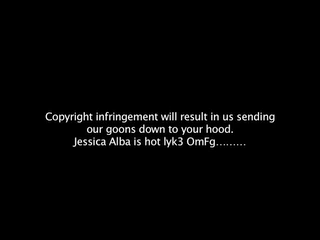 Copyright infringement will result in us sending
our goons down to your hood.
Jessica Alba is hot lyk3 OmFg………